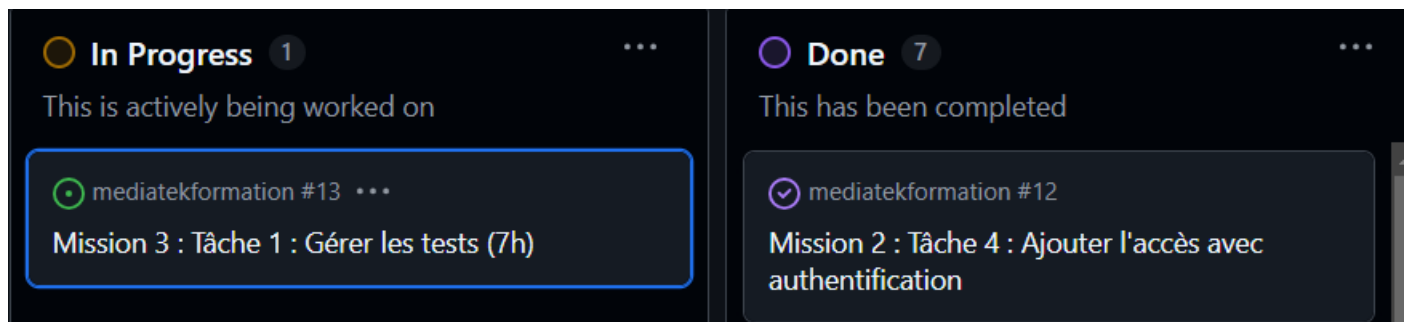 In Progress 1
This is actively being worked on
mediatekformation #13
Mission 3 : Tâche 1 : Gérer les tests (7h)
Done 7
This has been completed
mediatekformation #12
Mission 2 : Tâche 4 : Ajouter l'accès avec
authentification